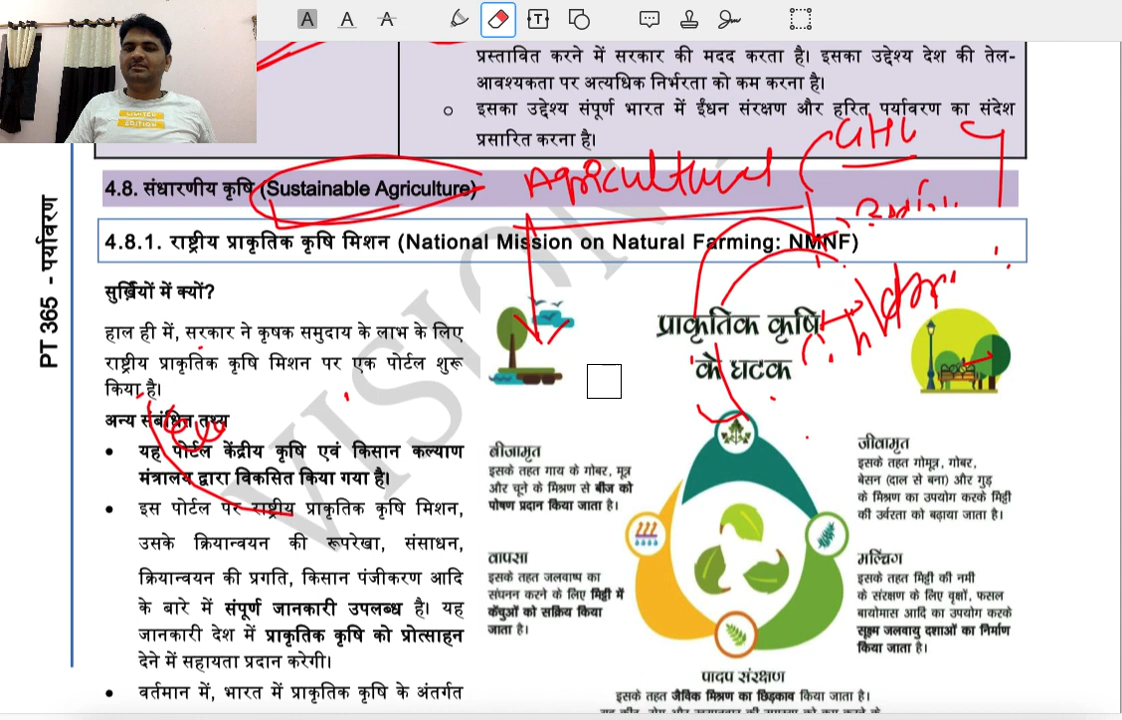 A A A
T
LIMITED
EDITION
प्रस्तावित करने में सरकार की मदद करता है। इसका उद्देश्य देश की तेल-
आवश्यकता पर अत्यधिक निर्भरता को कम करना है।
o इसका उद्देश्य संपूर्ण भारत में ईंधन संरक्षण और हरित पर्यावरण का संदेश
प्रसारित करना है।
GHG
4.8. संधारणीय कृषि (Sustainable Agriculture)
Agricultural
4.8.1. राष्ट्रीय प्राकृतिक कृषि मिशन (National Mission on Natural Farming: NMNF)
PT 365 - पर्यावरण
VISION
सुर्ख़ियों में क्यों?
हाल ही में, सरकार ने कृषक समुदाय के लाभ के लिए
राष्ट्रीय प्राकृतिक कृषि मिशन पर एक पोर्टल शुरू
किया है।
अन्य संबंधित तथ्य
• यह पोर्टल केंद्रीय कृषि एवं किसान कल्याण
मंत्रालय द्वारा विकसित किया गया है।
• इस पोर्टल पर राष्ट्रीय प्राकृतिक कृषि मिशन,
उसके क्रियान्वयन की रूपरेखा, संसाधन,
क्रियान्वयन की प्रगति, किसान पंजीकरण आदि
के बारे में संपूर्ण जानकारी उपलब्ध है। यह
जानकारी देश में प्राकृतिक कृषि को प्रोत्साहन
देने में सहायता प्रदान करेगी।
• वर्तमान में, भारत में प्राकृतिक कृषि के अंतर्गत
प्राकृतिक कृषि
के घटक
बीजामृत
इसके तहत गाय के गोबर, मूत्र
और चूने के मिश्रण से बीज को
पोषण प्रदान किया जाता है।
जीवामृत
इसके तहत गोमूत्र, गोबर,
बेसन (दाल से बना) और गुड़
के मिश्रण का उपयोग करके मिट्टी
की उर्वरता को बढ़ाया जाता है।
वापसा
इसके तहत जलवाष्प का
संघनन करने के लिए मिट्टी में
केंचुओं को सक्रिय किया
जाता है।
मल्चिंग
इसके तहत मिट्टी की नमी
के संरक्षण के लिए वृक्षों, फसल
बायोमास आदि का उपयोग करके
सूक्ष्म जलवायु दशाओं का निर्माण
किया जाता है।
पादप संरक्षण
इसके तहत जैविक मिश्रण का छिड़काव किया जाता है।